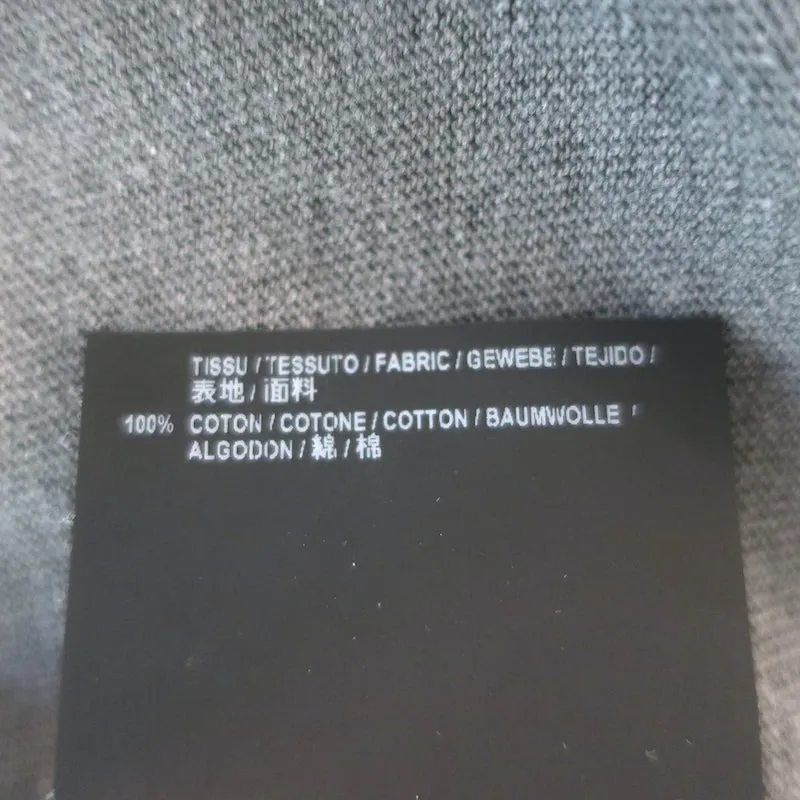 TISSU / TESSUTO / FABRIC / GEWEBE / TEJIDO /
表地 / 面料
100% COTON / COTONE / COTTON / BAUMWOLLE /
ALGODON / 綿 / 棉